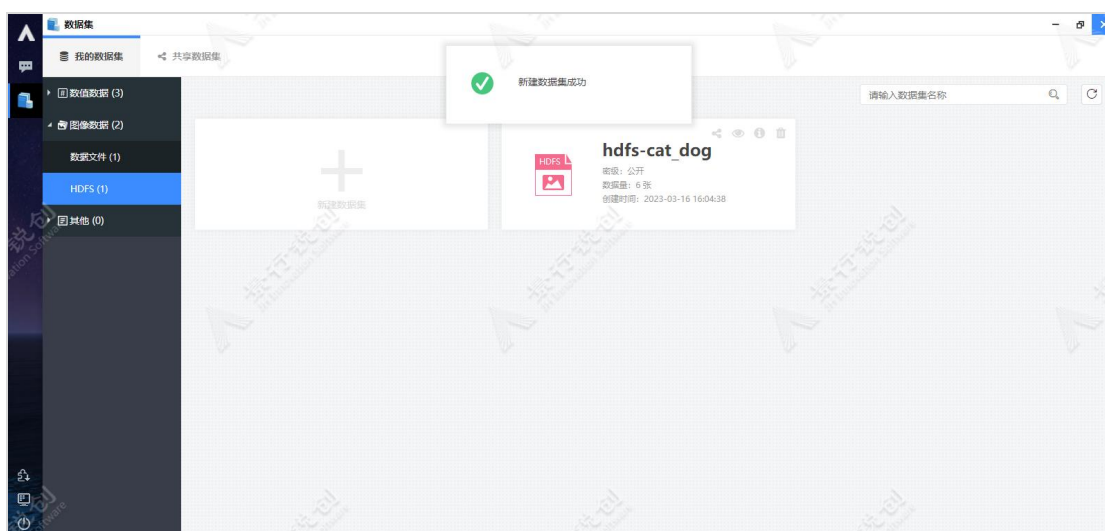 数据集
我的数据集
共享数据集
新建数据集成功
数值数据 (3)
请输入数据集名称
图像数据 (2)
数据文件 (1)
HDFS (1)
其他 (0)
新建数据集
HDFS
hdfs-cat_dog
密级：公开
数据量：6 张
创建时间：2023-03-16 16:04:38